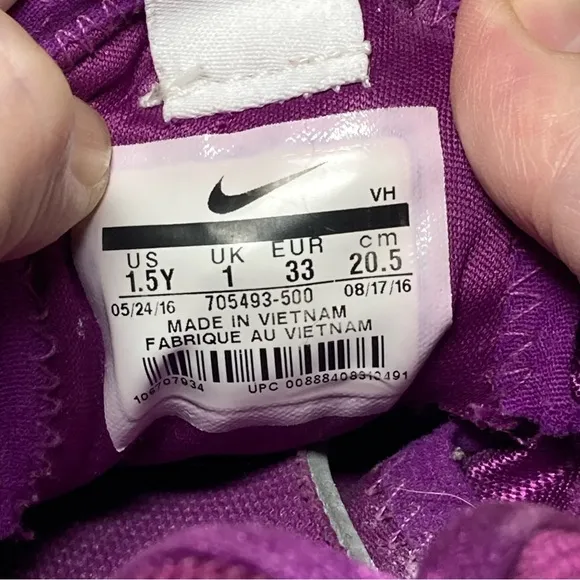 VH
US UK EUR cm
1.5Y 1 33 20.5
05/24/16 705493-500 08/17/16
MADE IN VIETNAM
FABRIQUE AU VIETNAM
UPC